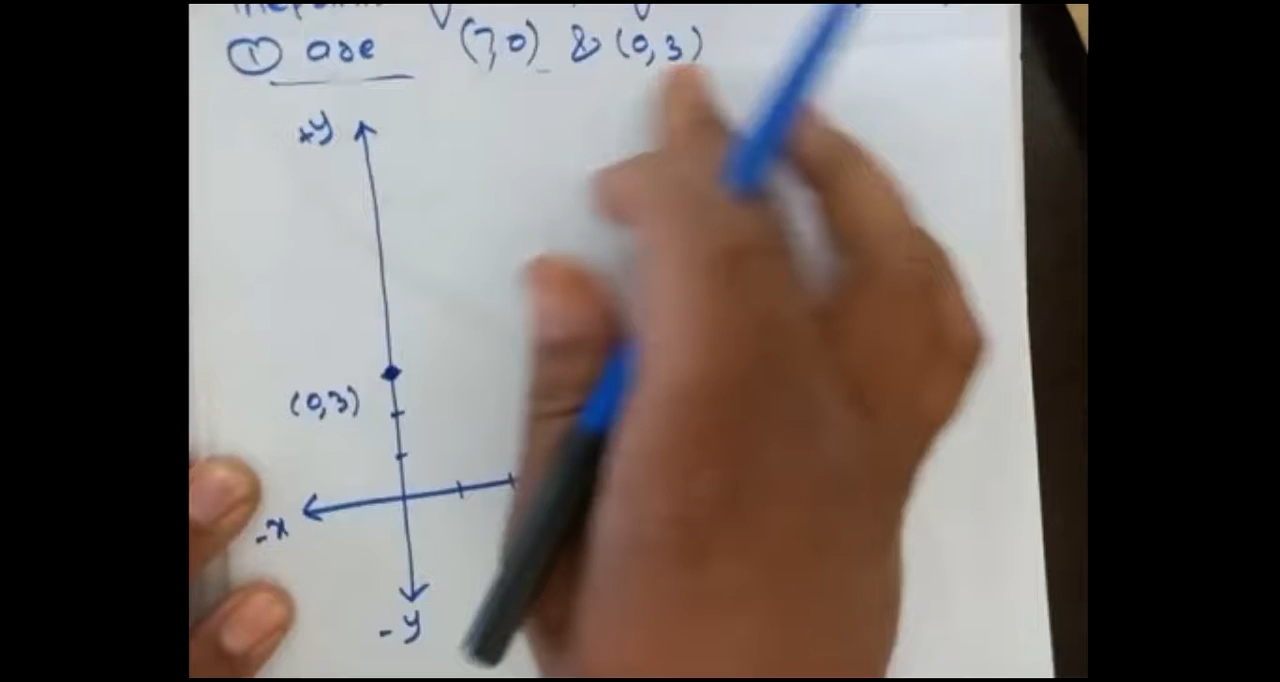 ① are (7,0) & (0,3)
+y
(0,3)
-x
-y